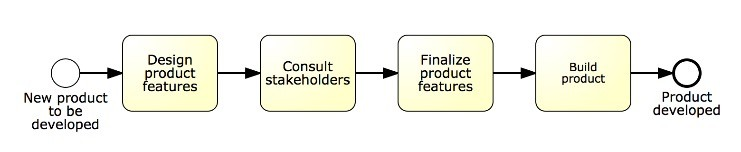 New product
to be
developed
Design
product
features
Consult
stakeholders
Finalize
product
features
Build
product
Product
developed